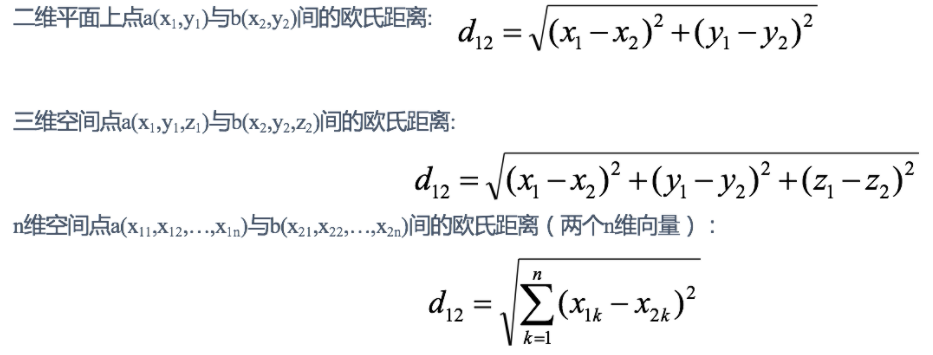 二维平面上点a(x₁,y₁)与b(x₂,y₂)间的欧氏距离: d₁₂ = √((x₁ − x₂)² + (y₁ − y₂)²)
三维空间点a(x₁,y₁,z₁)与b(x₂,y₂,z₂)间的欧氏距离:
d₁₂ = √((x₁ − x₂)² + (y₁ − y₂)² + (z₁ − z₂)²)
n维空间点a(x₁₁,x₁₂,…,x₁ₙ)与b(x₂₁,x₂₂,…,x₂ₙ)间的欧氏距离（两个n维向量）：
d₁₂ = √(∑ₖ₌₁ⁿ (x₁ₖ − x₂ₖ)²)